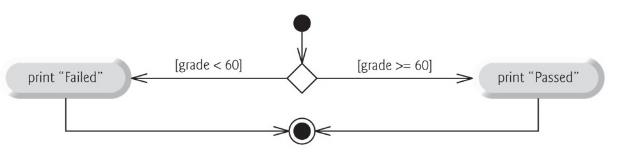 [grade < 60]
[grade >= 60]
print “Failed”
print “Passed”